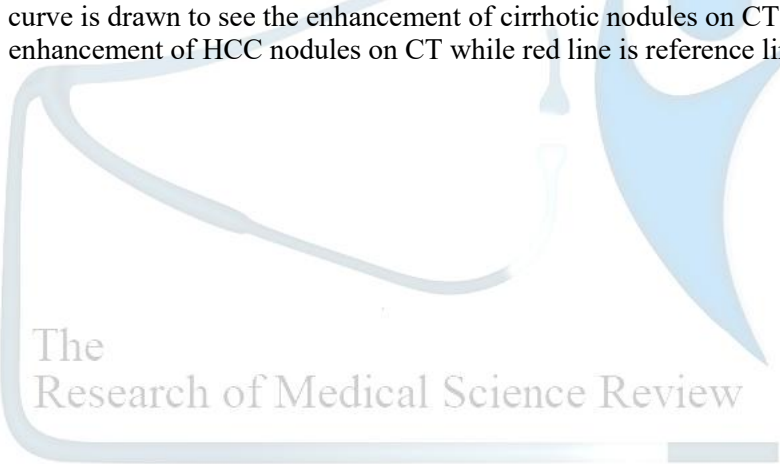 curve is drawn to see the enhancement of cirrhotic nodules on CT
enhancement of HCC nodules on CT while red line is reference
The
Research of Medical Science Review